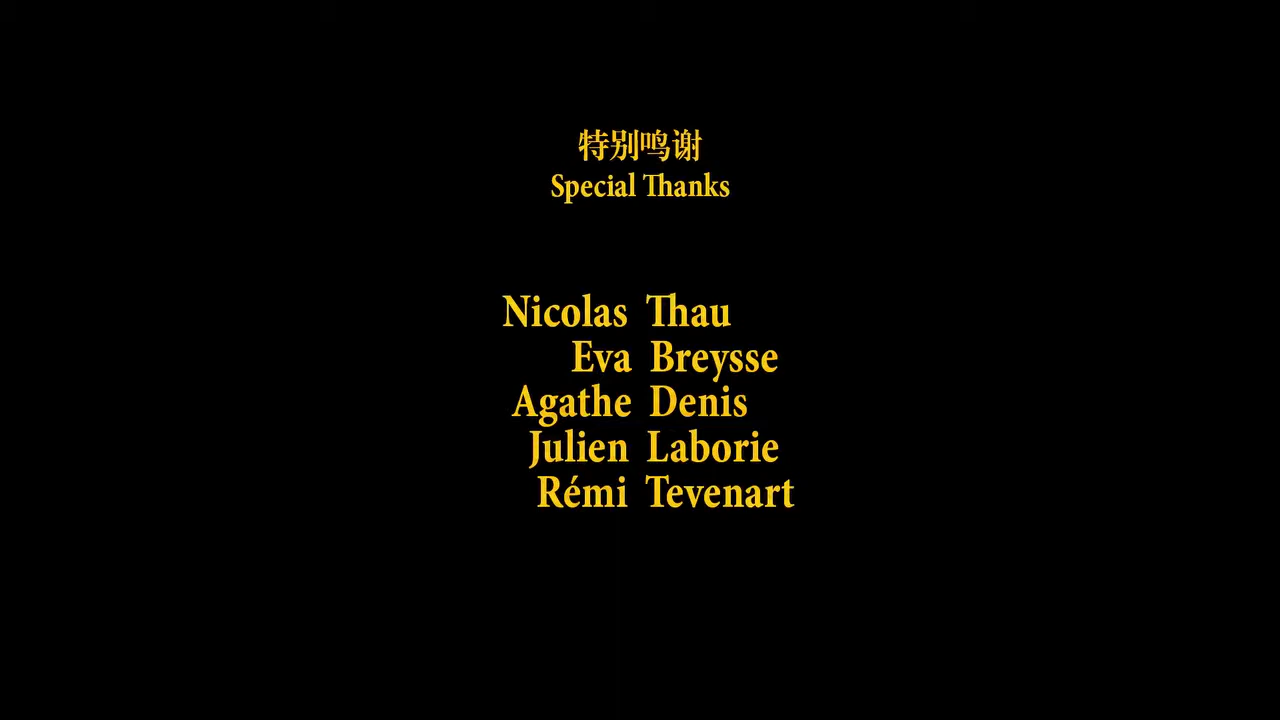 特别鸣谢
Special Thanks
Nicolas Thau
Eva Breysse
Agathe Denis
Julien Laborie
Rémi Tevenart